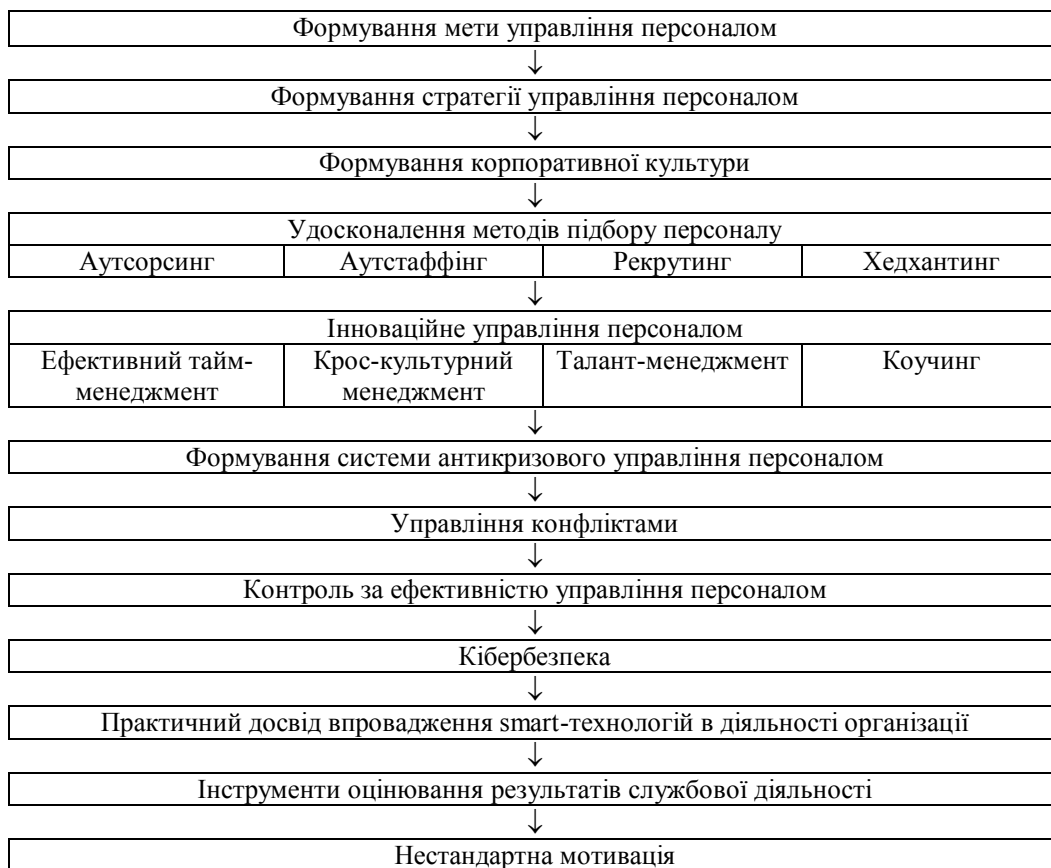 Формування мети управління персоналом
↓
Формування стратегії управління персоналом
↓
Формування корпоративної культури
↓
Удосконалення методів підбору персоналу
Аутсорсинг Аутстаффінг Рекрутинг Хедхантинг
↓
Інноваційне управління персоналом
Ефективний тайм- Крос-культурний Талант-менеджмент Коучинг
менеджмент менеджмент
↓
Формування системи антикризового управління персоналом
↓
Управління конфліктами
↓
Контроль за ефективністю управління персоналом
↓
Кібербезпека
↓
Практичний досвід впровадження smart-технологій в діяльності організації
↓
Інструменти оцінювання результатів службової діяльності
↓
Нестандартна мотивація